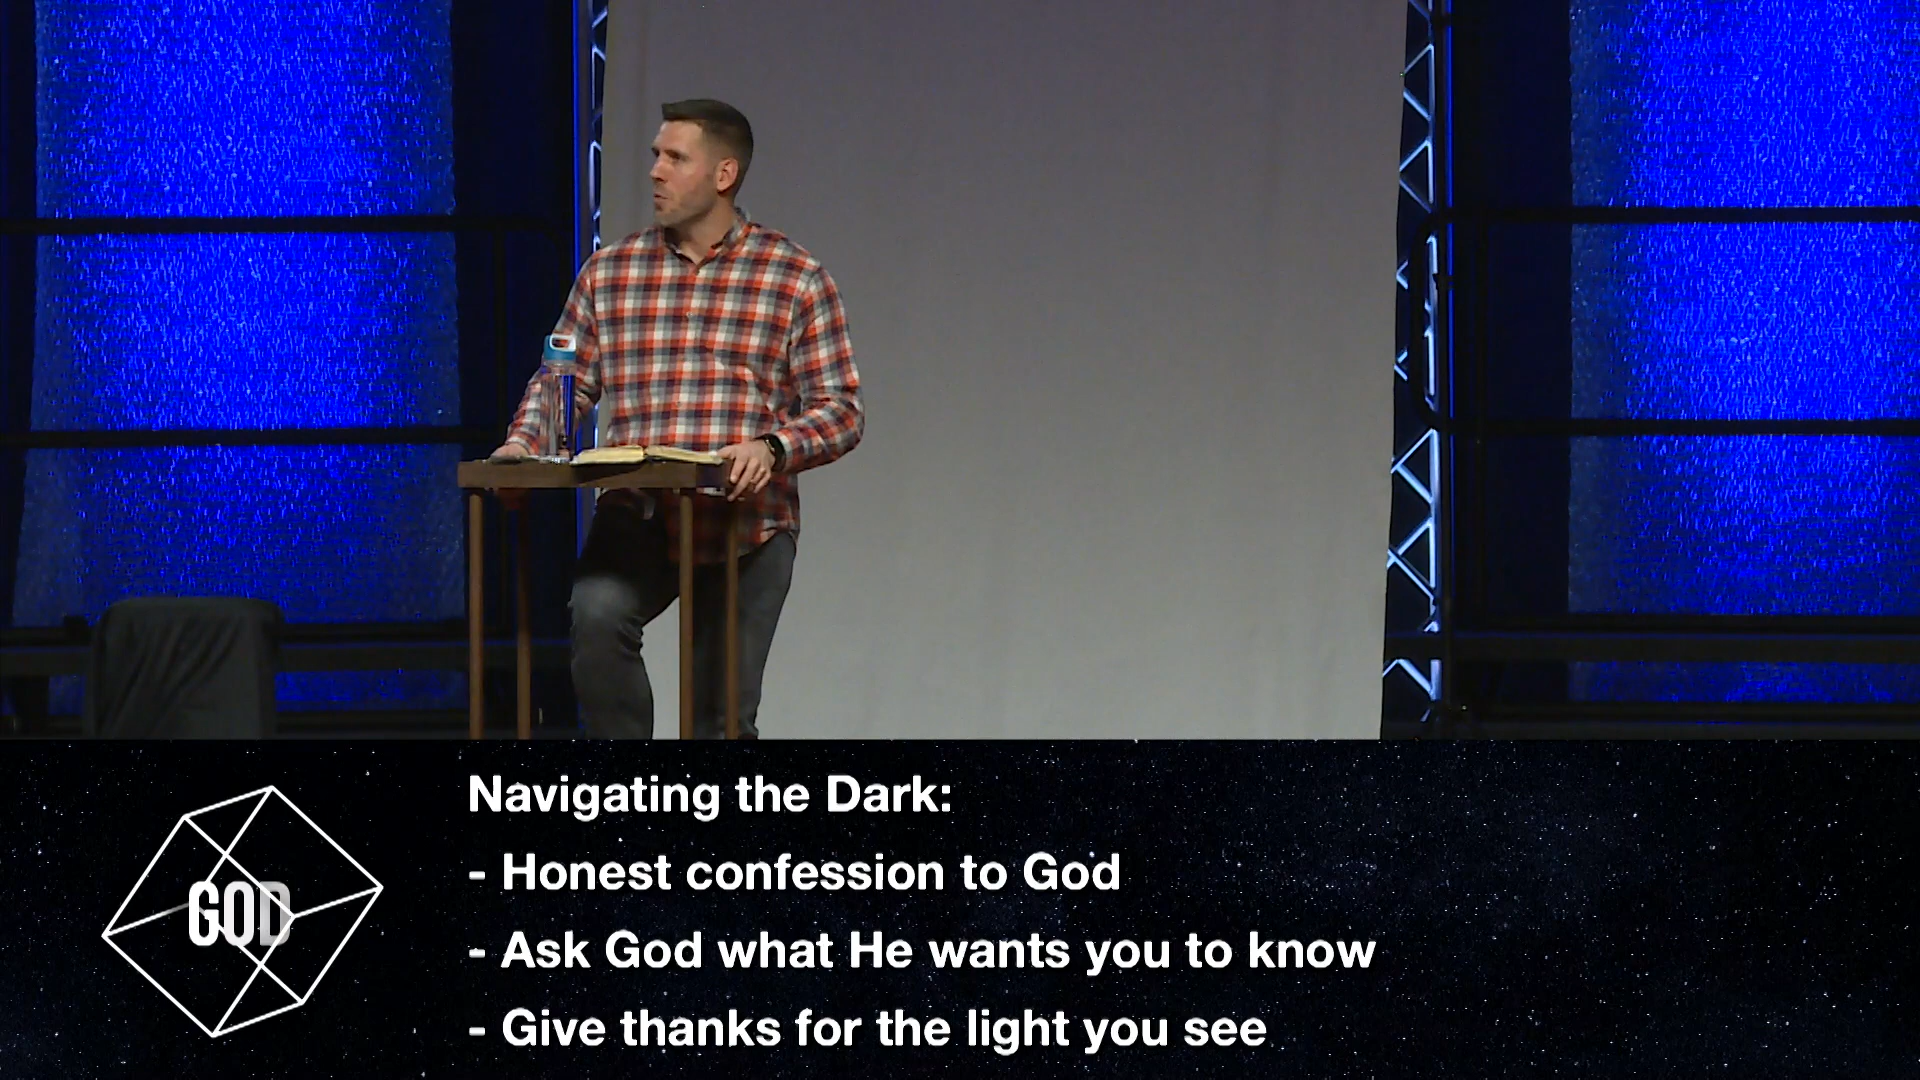 Navigating the Dark:
- Honest confession to God
- Ask God what He wants you to know
- Give thanks for the light you see
GOD